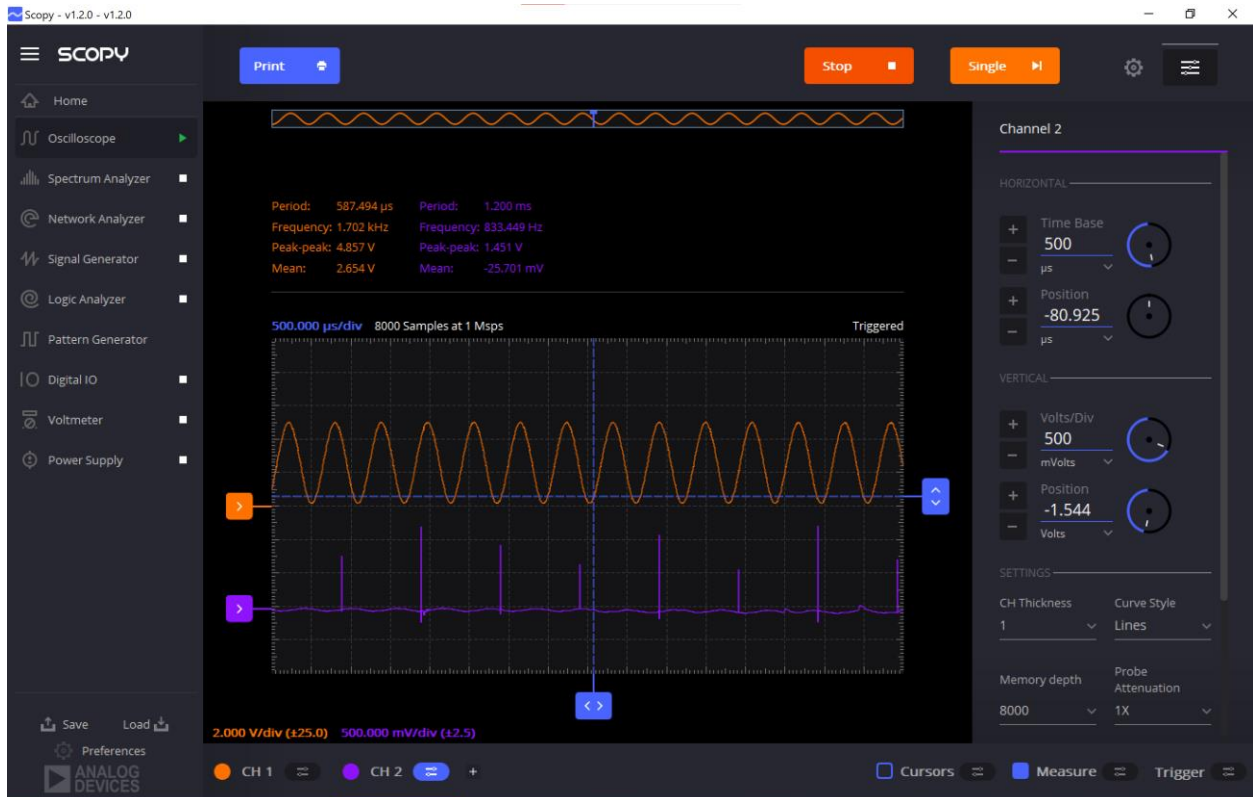 Scopy - v1.2.0 - v1.2.0
SCOPY
Print
Stop
Single
Home
Oscilloscope
Spectrum Analyzer
Network Analyzer
Signal Generator
Logic Analyzer
Pattern Generator
Digital IO
Voltmeter
Power Supply
Save
Load
Preferences
ANALOG
DEVICES
Period: 587.494 µs Period: 1.200 ms
Frequency: 1.702 kHz Frequency: 833.449 Hz
Peak-peak: 4.857 V Peak-peak: 1.451 V
Mean: 2.654 V Mean: -25.701 mV
500.000 µs/div 8000 Samples at 1 Msps Triggered
2.000 V/div (±25.0) 500.000 mV/div (±2.5)
CH 1 CH 2 +
Cursors Measure Trigger
Channel 2
HORIZONTAL
+ Time Base
500
− µs
+ Position
-80.925
− µs
VERTICAL
+ Volts/Div
500
− mVolts
+ Position
-1.544
− Volts
SETTINGS
CH Thickness Curve Style
1 Lines
Memory depth Probe
Attenuation
8000 1X